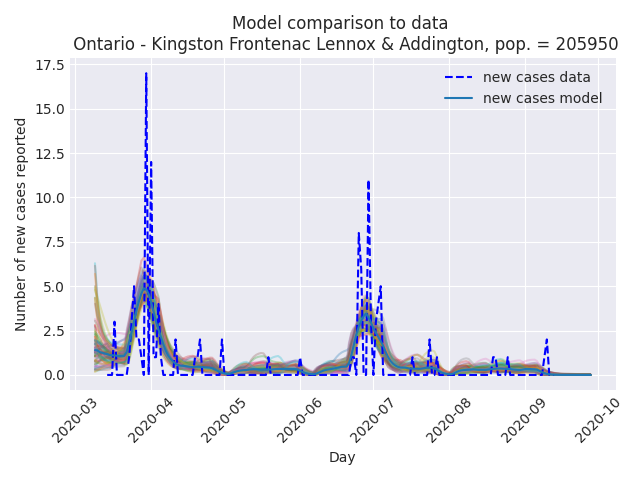 Model comparison to data
Ontario - Kingston Frontenac Lennox & Addington, pop. = 205950
new cases data
new cases model
Number of new cases reported
17.5
15.0
12.5
10.0
7.5
5.0
2.5
0.0
2020-03
2020-04
2020-05
2020-06
2020-07
2020-08
2020-09
2020-10
Day